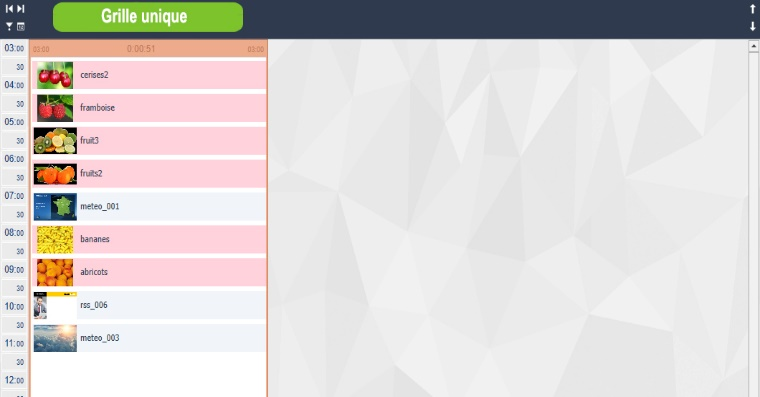 Grille unique
03:00
03:00 0:00:51 03:00
30
cerises2
04:00
30
framboise
05:00
30
fruit3
06:00
30
fruits2
07:00
meteo_001
30
08:00
bananes
30
09:00
abricots
30
10:00
rss_006
30
11:00
meteo_003
30
12:00